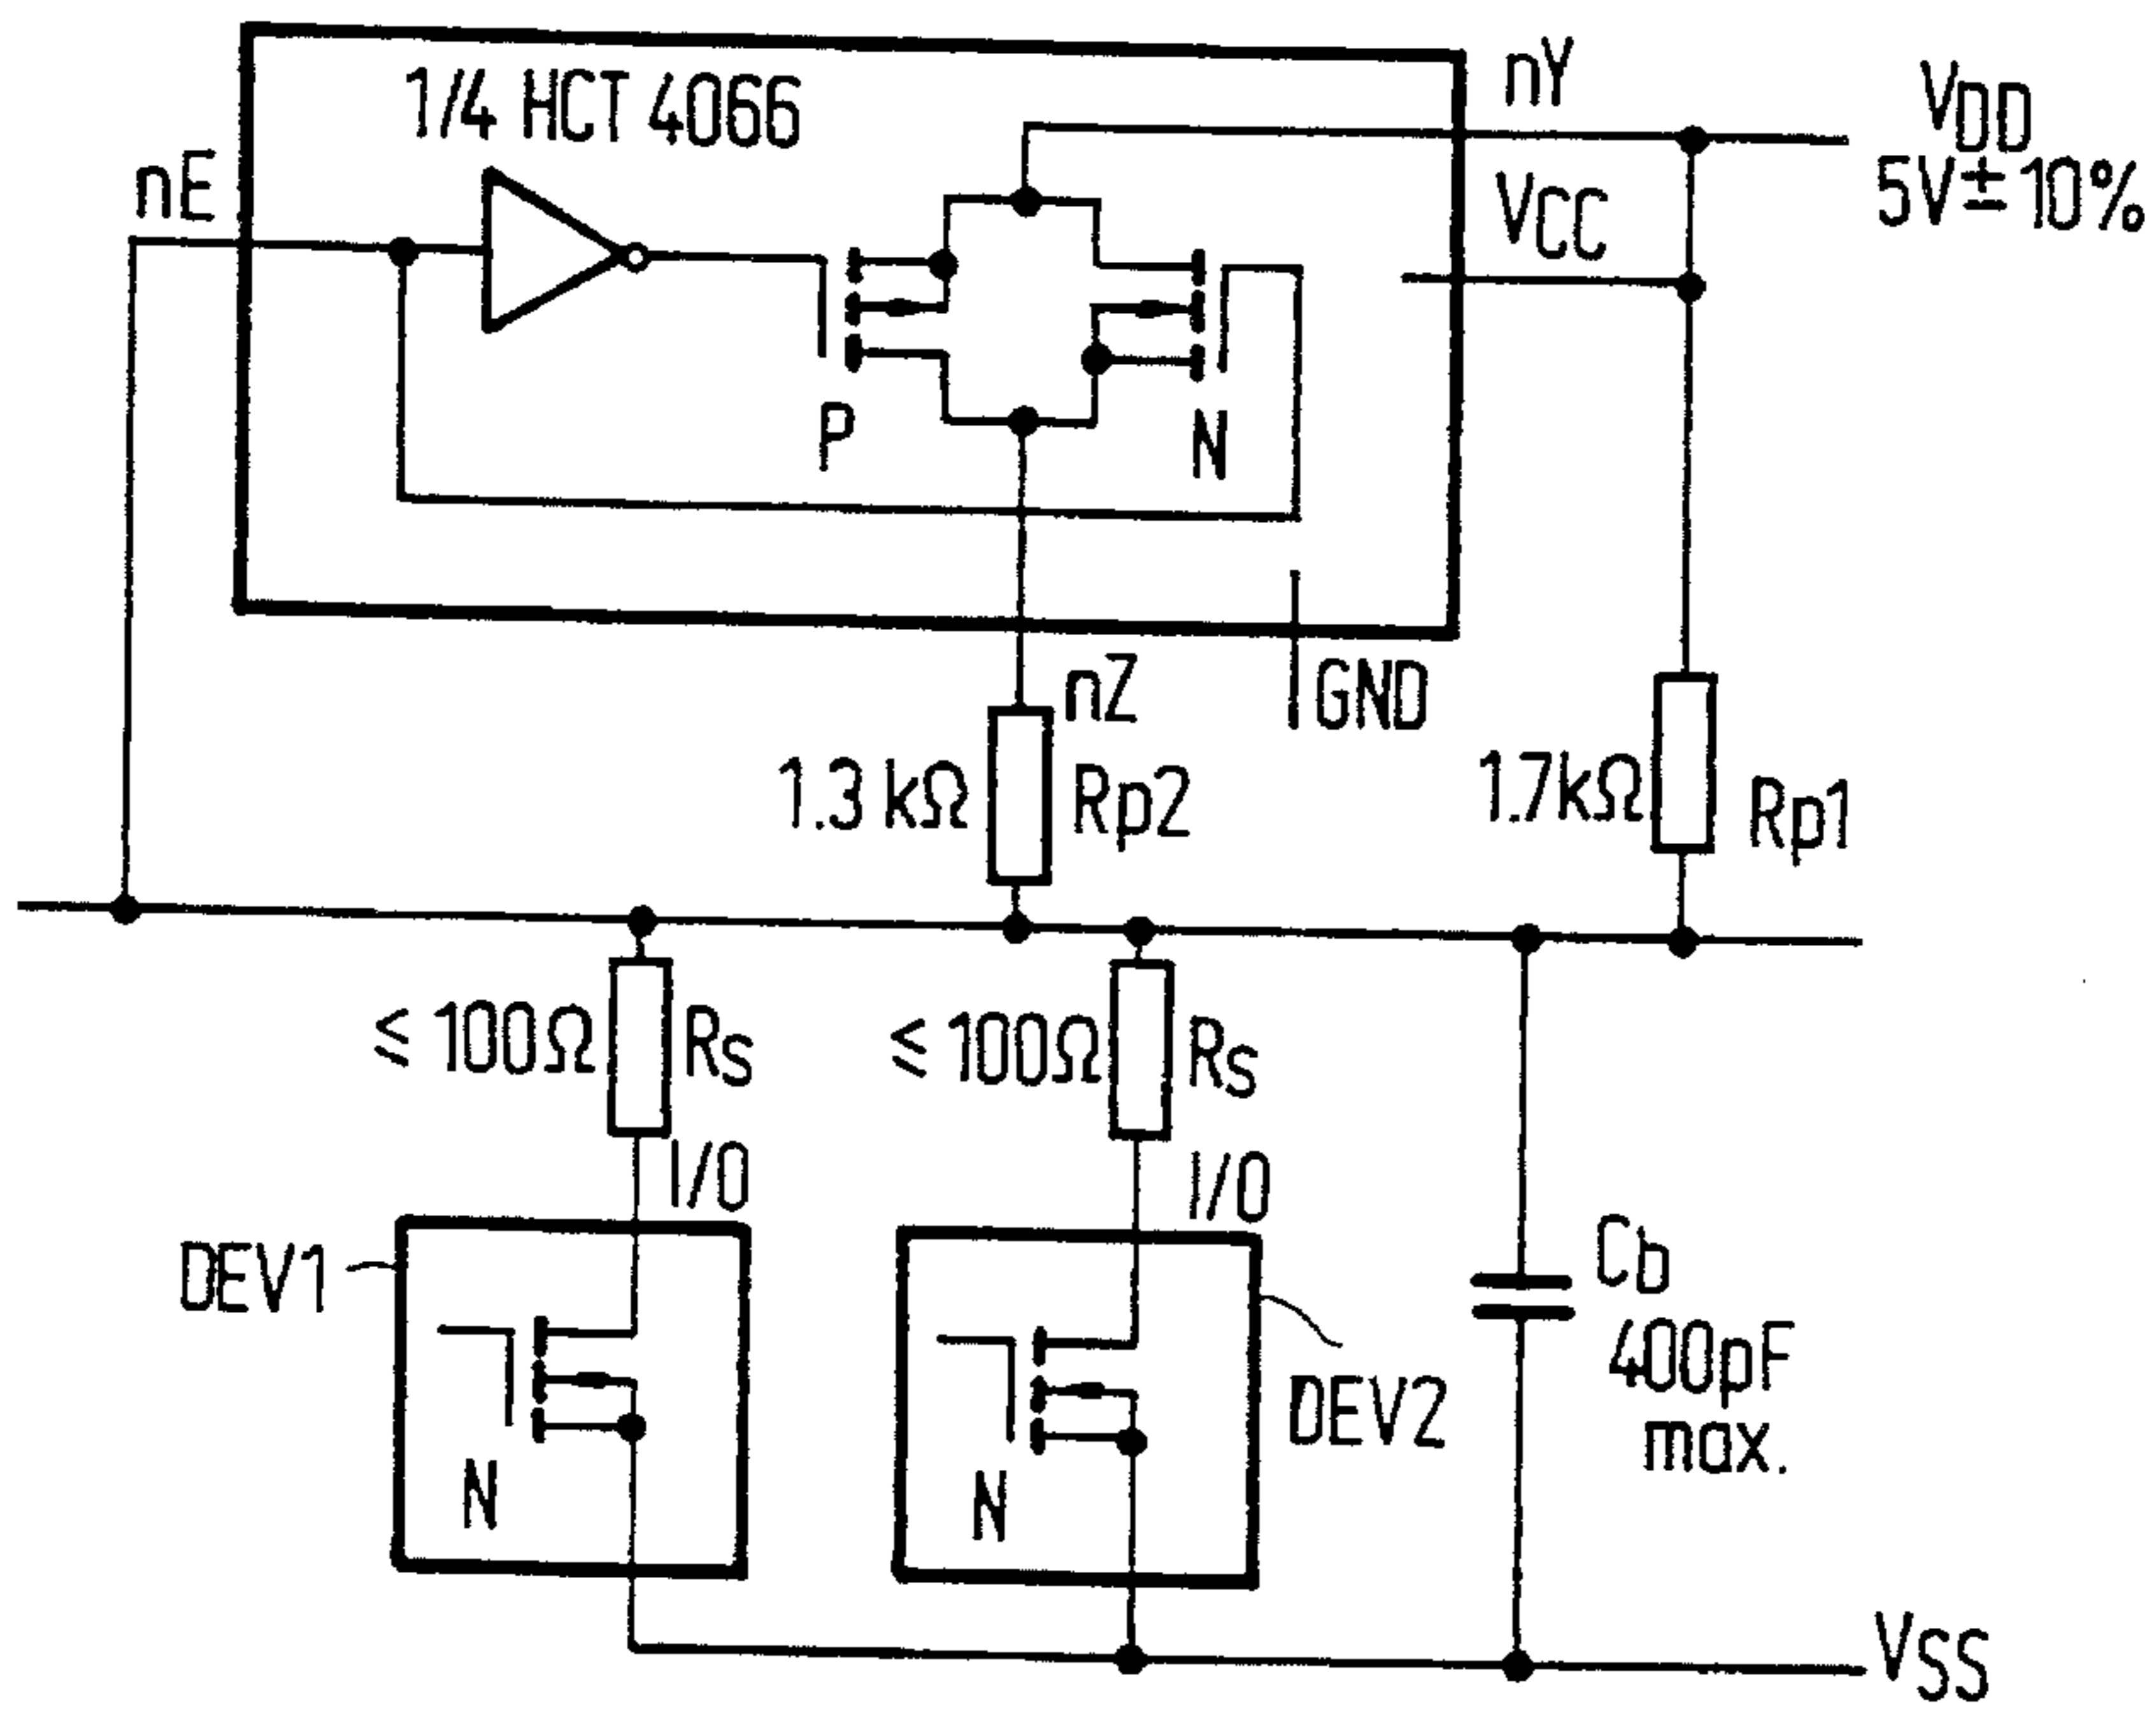 nY
VDD
1/4 HCT 4066
5V ± 10%
nE
VCC
P
N
nZ
GND
1.3 kΩ
Rp2
1.7kΩ
Rp1
≤ 100Ω
Rs
≤ 100Ω
Rs
I/O
I/O
DEV1
Cb
400pF
max.
DEV2
N
N
VSS